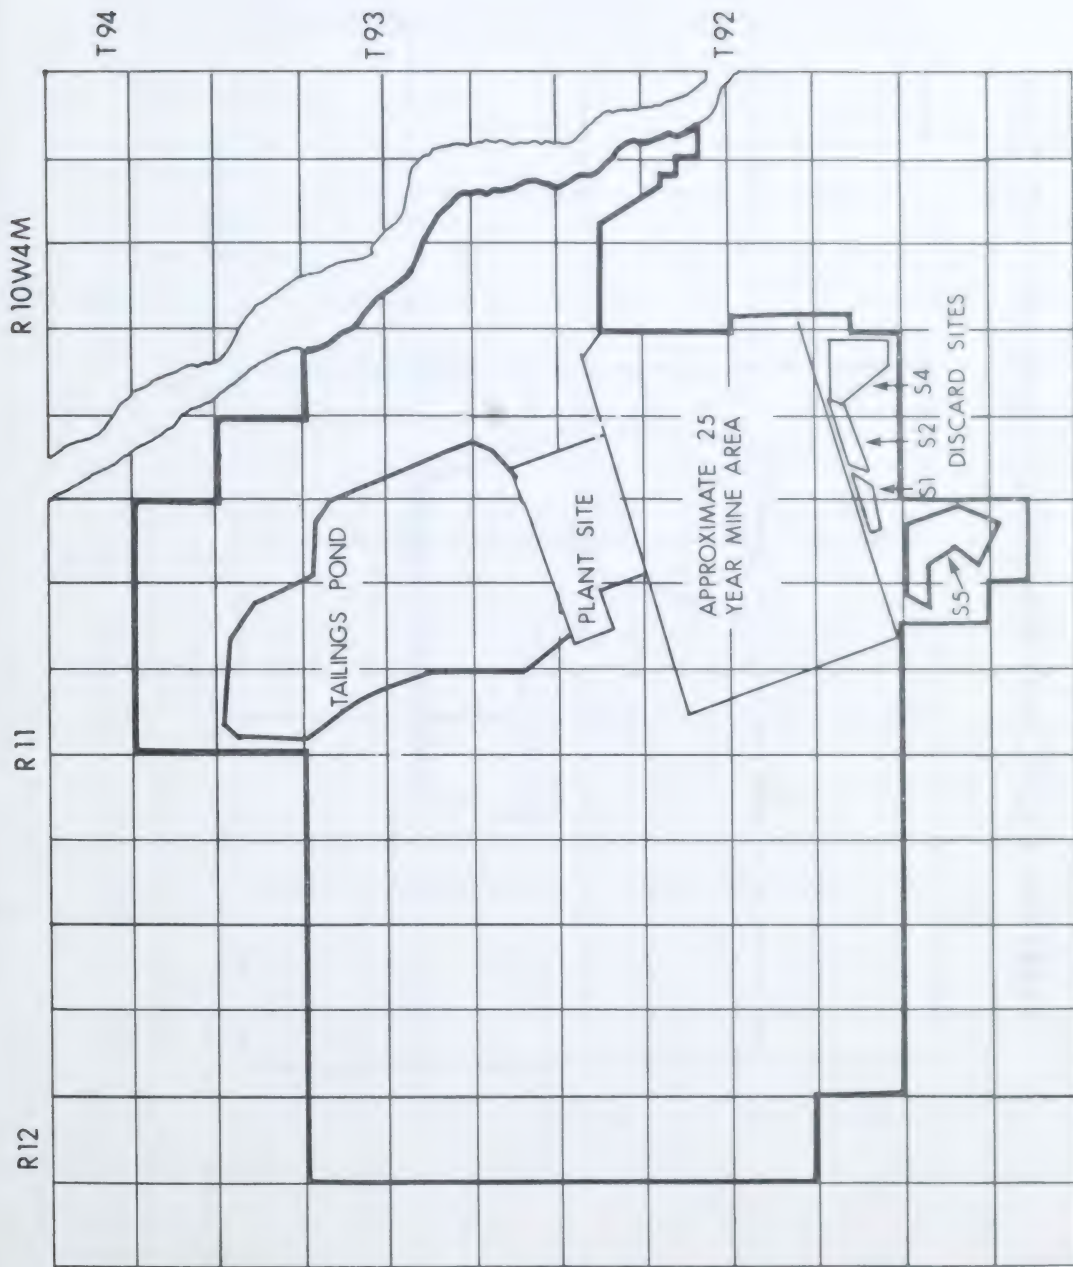 R12
R11
R 10W4M
T94
T93
T92
TAILINGS POND
PLANT SITE
APPROXIMATE 25
YEAR MINE AREA
S1
S2
S4
DISCARD SITES
S5